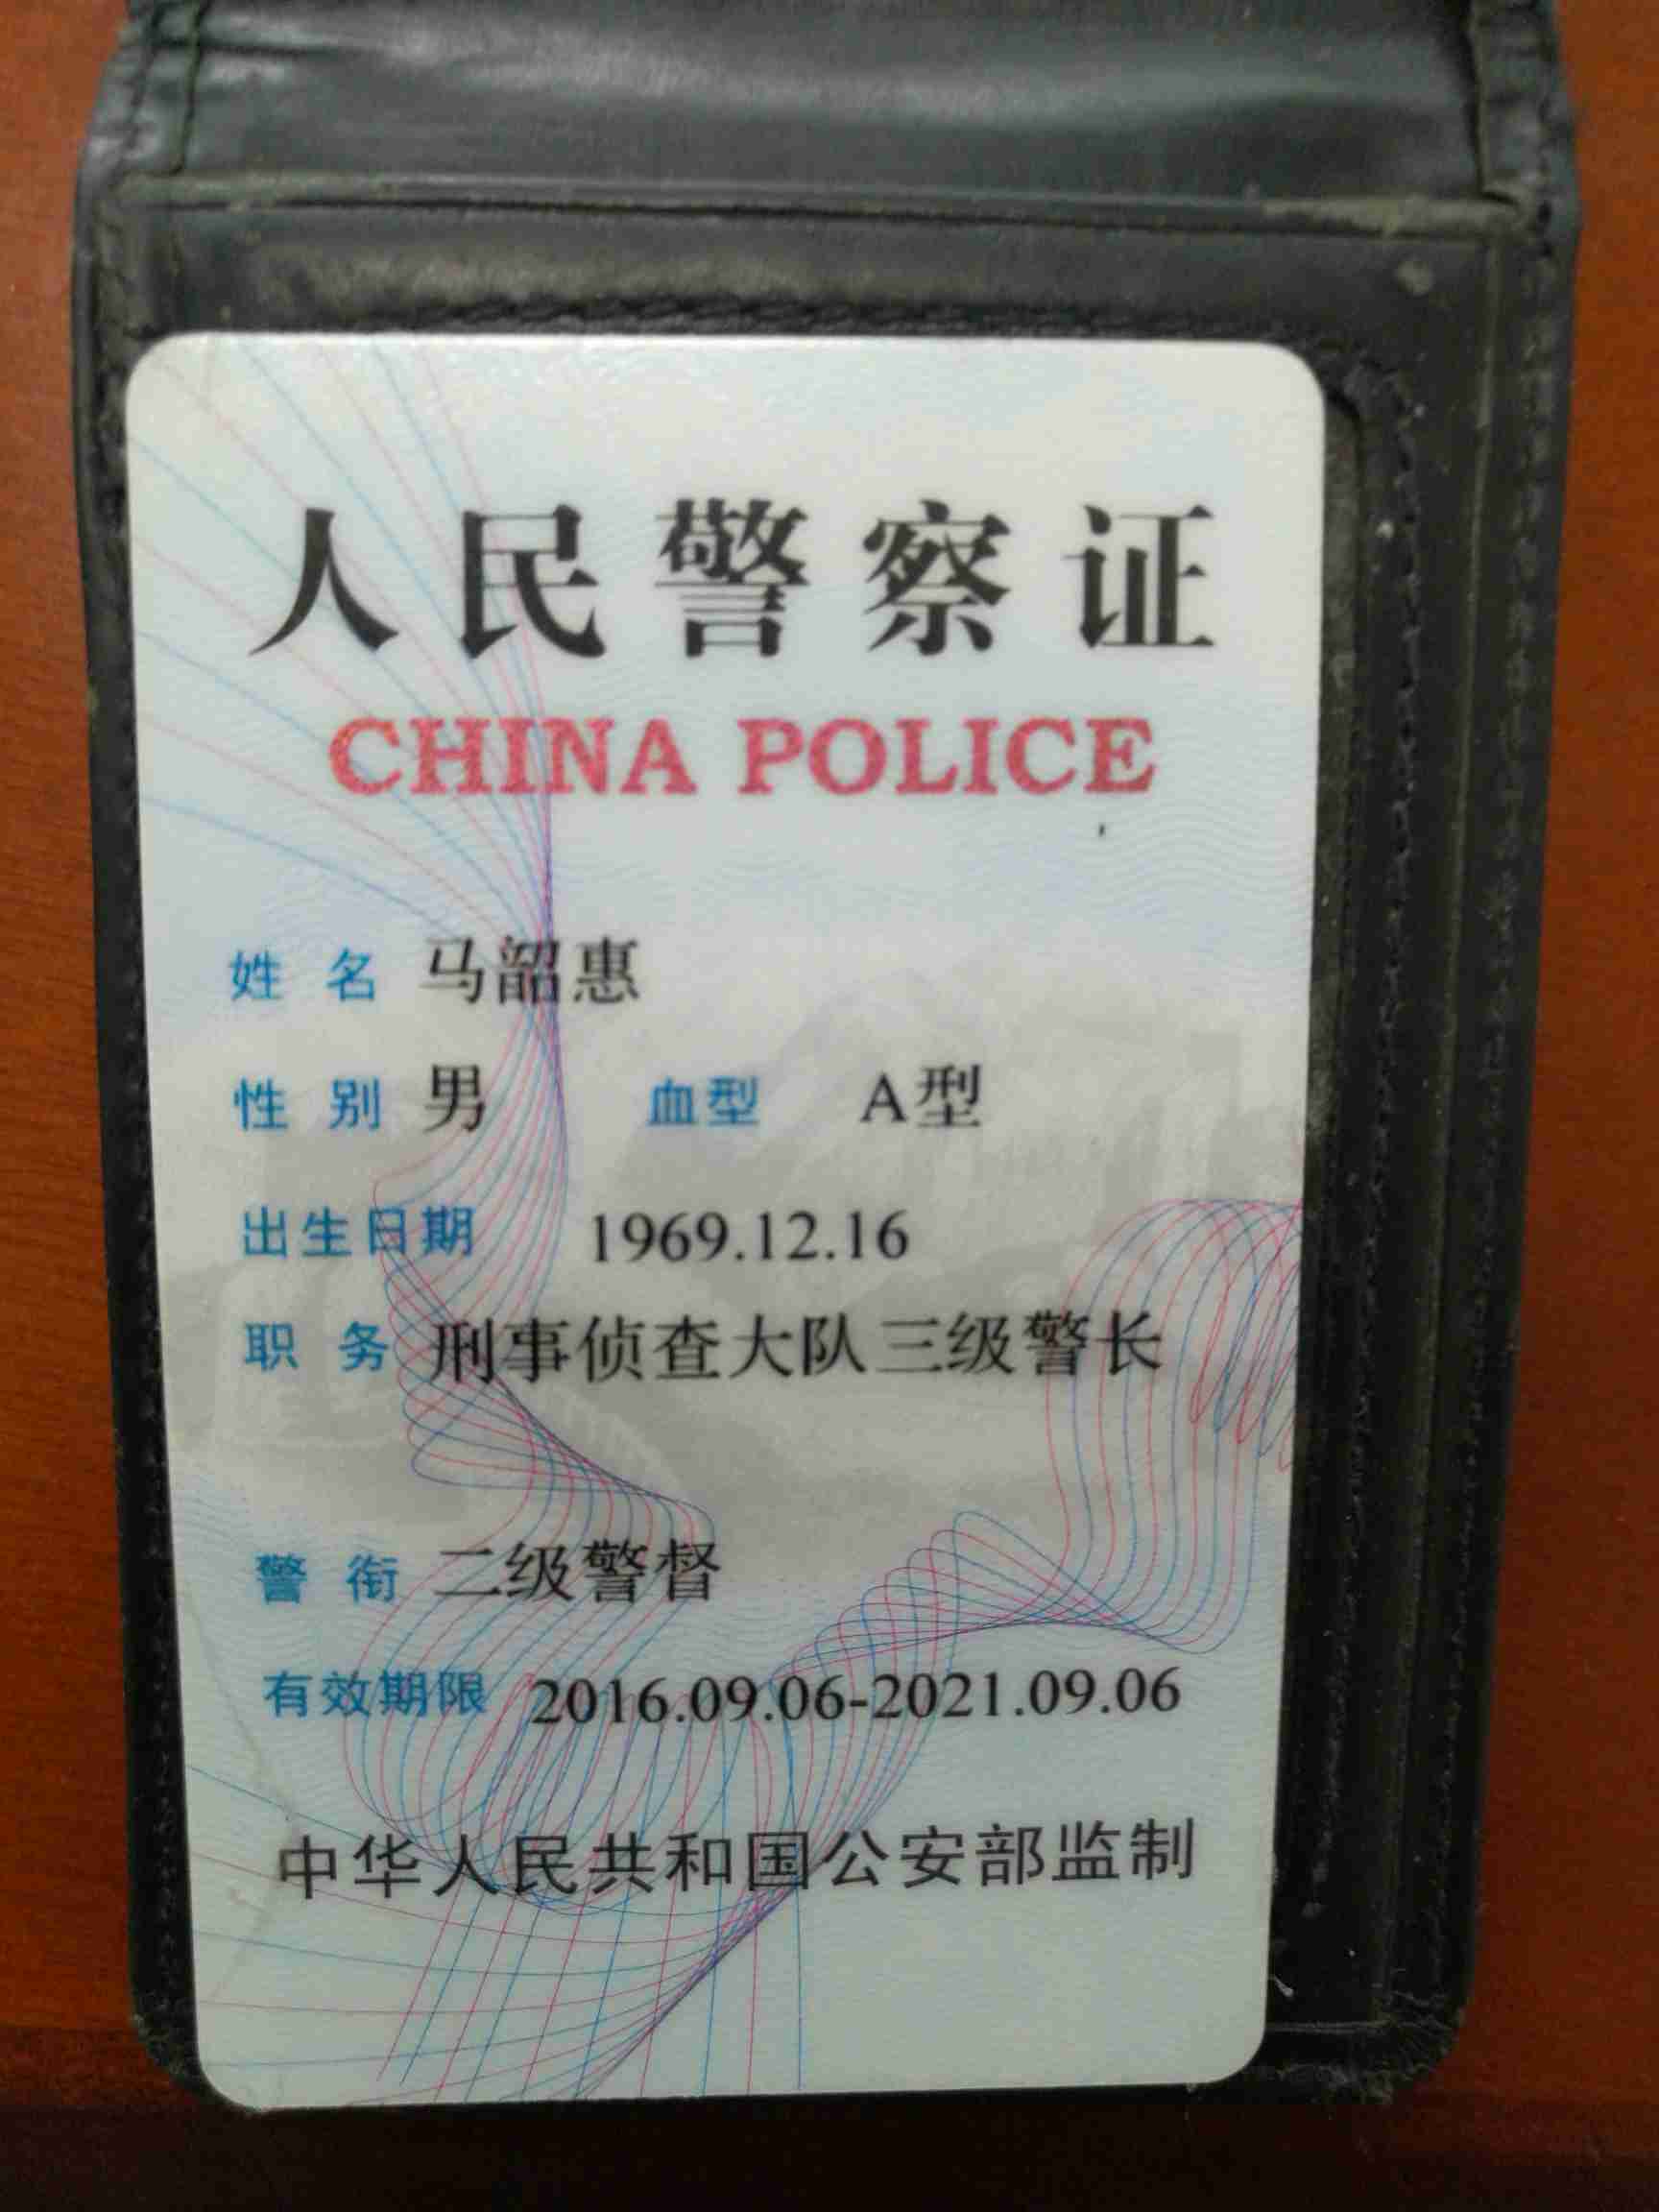 人民警察证
CHINA POLICE
姓 名 马韶惠
性 别 男 血型 A型
出生日期 1969.12.16
职 务 刑事侦查大队三级警长
警 衔 二级警督
有效期限 2016.09.06-2021.09.06
中华人民共和国公安部监制